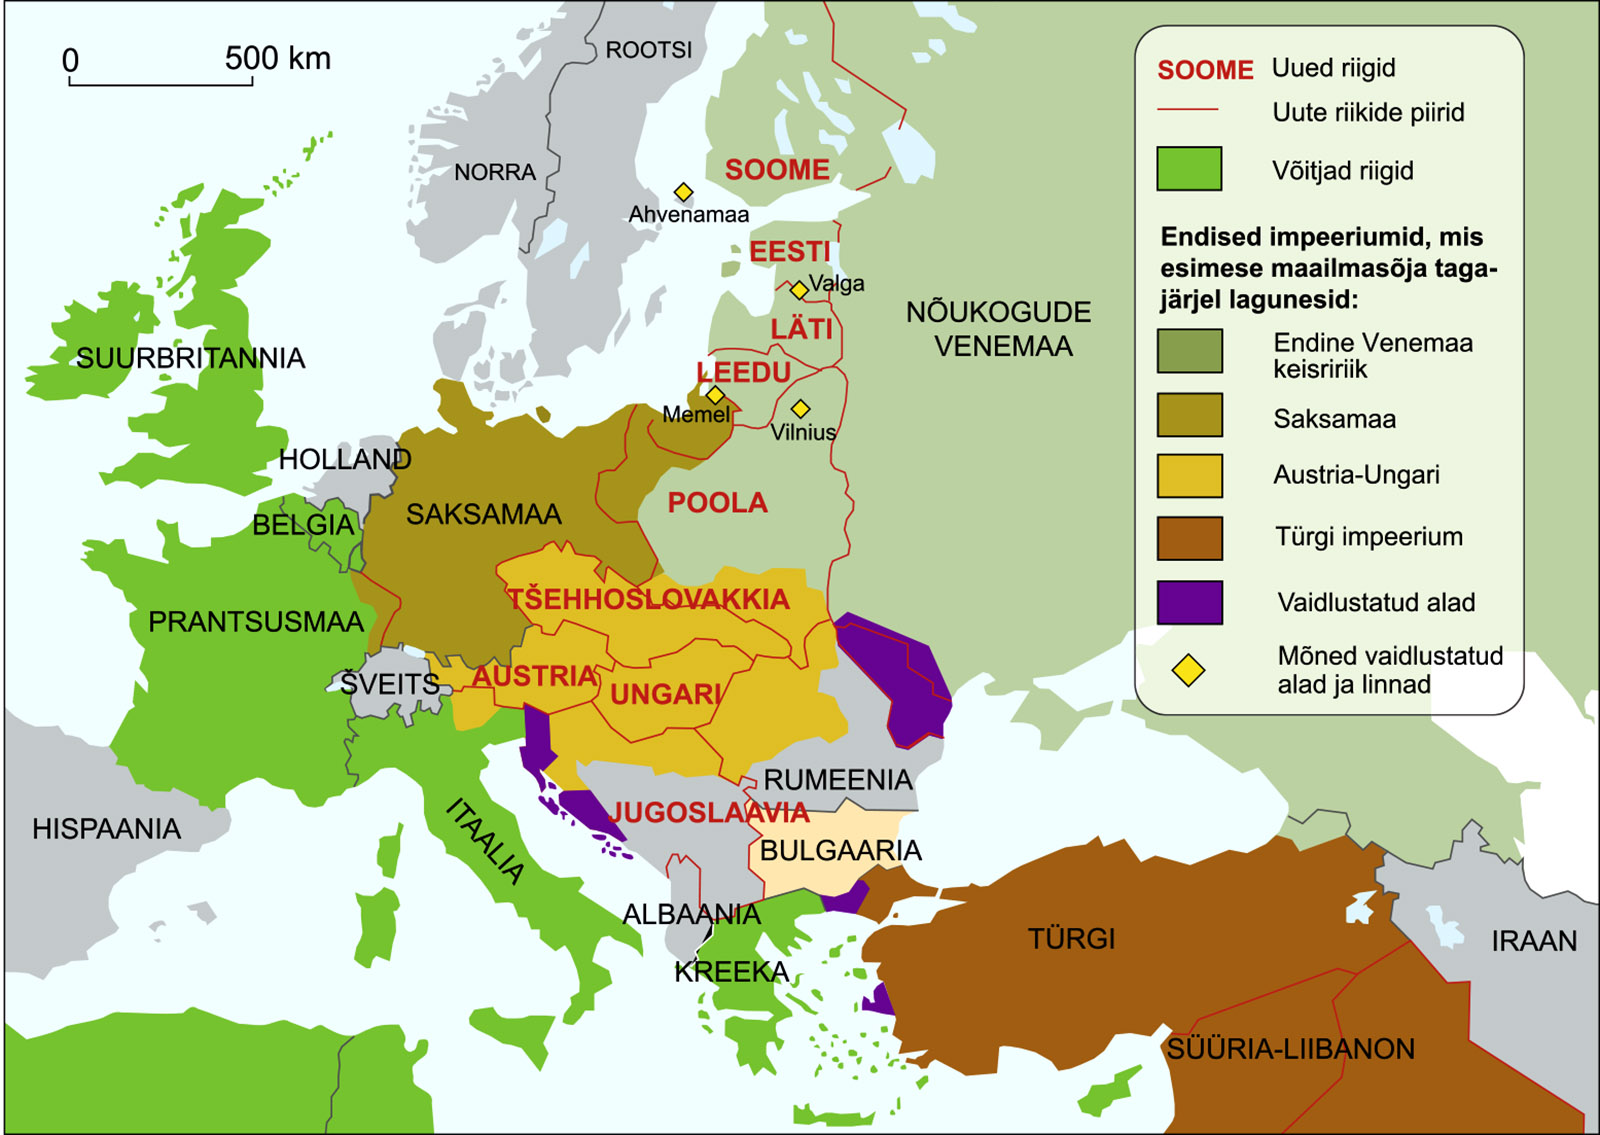 0 500 km
ROOTSI
NORRA
SOOME
Ahvenamaa
EESTI
Valga
NÕUKOGUDE
VENEMAA
LÄTI
SUURBRITANNIA
LEEDU
Memel
Vilnius
HOLLAND
BELGIA
SAKSAMAA
POOLA
TŠEHHOSLOVAKKIA
PRANTSUSMAA
ŠVEITS
AUSTRIA
UNGARI
RUMEENIA
HISPAANIA
ITAALIA
JUGOSLAAVIA
BULGAARIA
ALBAANIA
KREEKA
TÜRGI
IRAAN
SÜÜRIA-LIIBANON
SOOME Uued riigid
Uute riikide piirid
Võitjad riigid
Endised impeeriumid, mis
esimese maailmasõja taga-
järjel lagunesid:
Endine Venemaa
keisririik
Saksamaa
Austria-Ungari
Türgi impeerium
Vaidlustatud alad
Mõned vaidlustatud
alad ja linnad